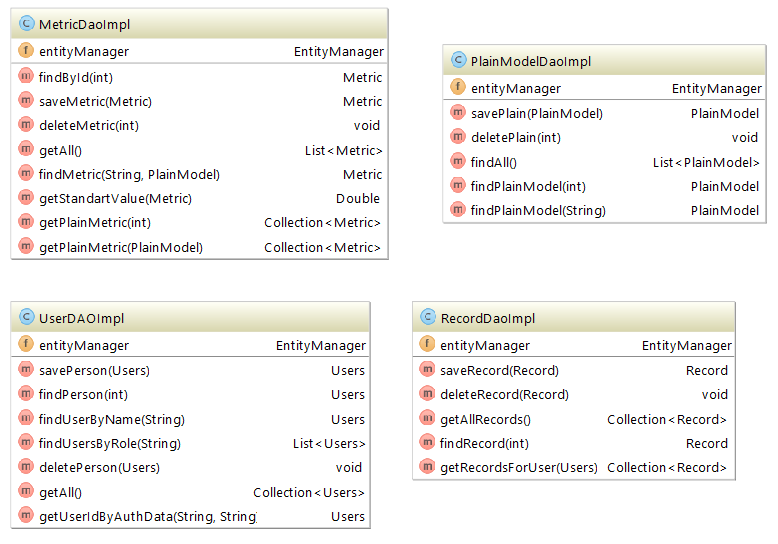 C MetricDaoImpl
f entityManager EntityManager
m findById(int) Metric
m saveMetric(Metric) Metric
m deleteMetric(int) void
m getAll() List<Metric>
m findMetric(String, PlainModel) Metric
m getStandartValue(Metric) Double
m getPlainMetric(int) Collection<Metric>
m getPlainMetric(PlainModel) Collection<Metric>
C PlainModelDaoImpl
f entityManager EntityManager
m savePlain(PlainModel) PlainModel
m deletePlain(int) void
m findAll() List<PlainModel>
m findPlainModel(int) PlainModel
m findPlainModel(String) PlainModel
C UserDAOImpl
f entityManager EntityManager
m savePerson(Users) Users
m findPerson(int) Users
m findUserByName(String) Users
m findUsersByRole(String) List<Users>
m deletePerson(Users) void
m getAll() Collection<Users>
m getUserIdByAuthData(String, String) Users
C RecordDaoImpl
f entityManager EntityManager
m saveRecord(Record) Record
m deleteRecord(Record) void
m getAllRecords() Collection<Record>
m findRecord(int) Record
m getRecordsForUser(Users) Collection<Record>